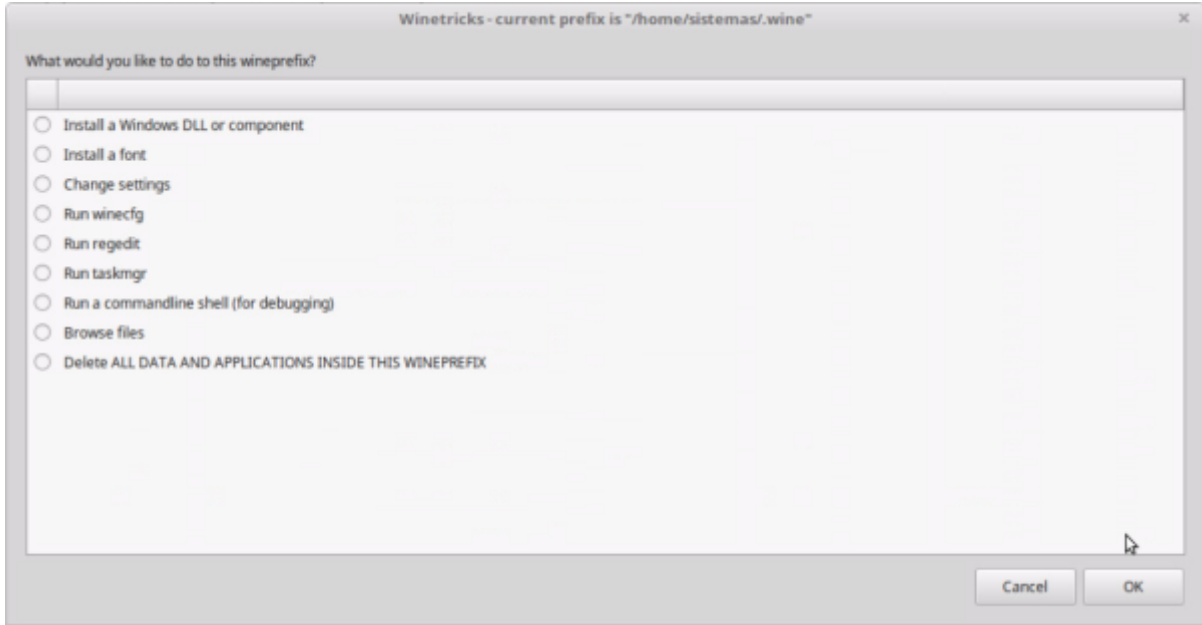 Winetricks - current prefix is "/home/sistemas/.wine"
What would you like to do to this wineprefix?
Install a Windows DLL or component
Install a font
Change settings
Run winecfg
Run regedit
Run taskmgr
Run a commandline shell (for debugging)
Browse files
Delete ALL DATA AND APPLICATIONS INSIDE THIS WINEPREFIX
Cancel OK